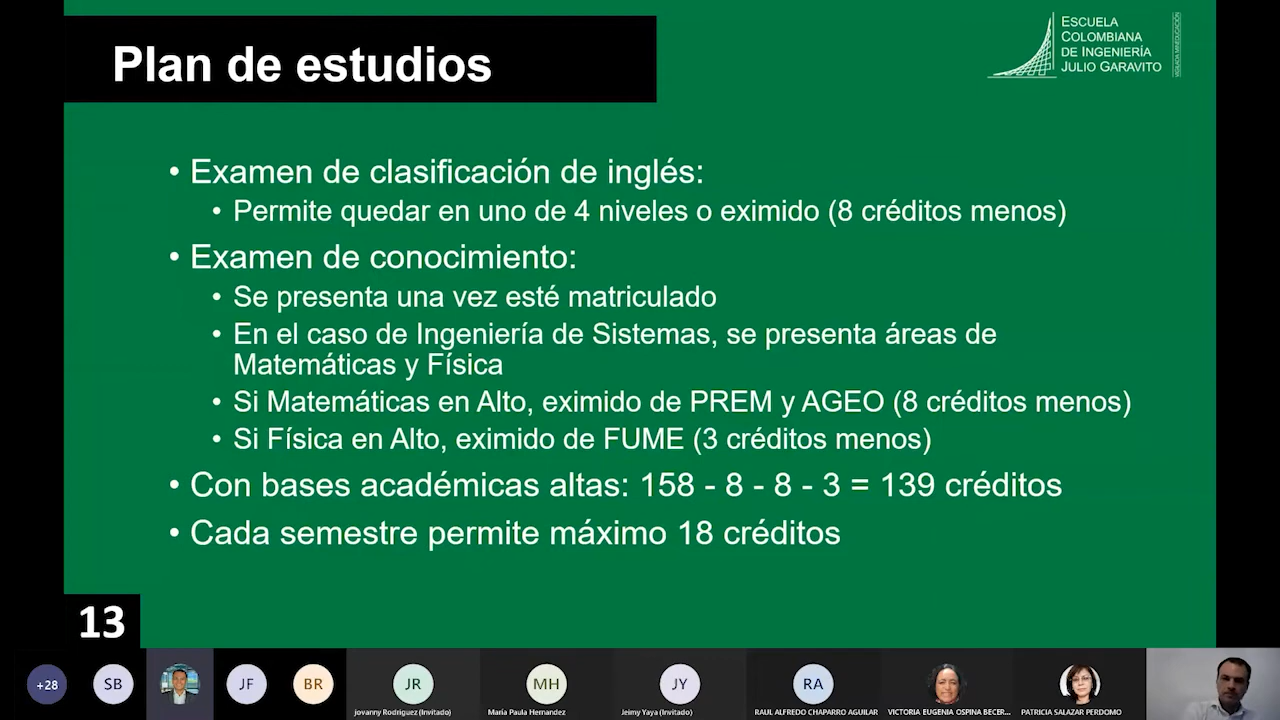 Plan de estudios
ESCUELA
COLOMBIANA
DE INGENIERÍA
JULIO GARAVITO
VIGILADA MINEDUCACIÓN
• Examen de clasificación de inglés:
• Permite quedar en uno de 4 niveles o eximido (8 créditos menos)
• Examen de conocimiento:
• Se presenta una vez esté matriculado
• En el caso de Ingeniería de Sistemas, se presenta áreas de
Matemáticas y Física
• Si Matemáticas en Alto, eximido de PREM y AGEO (8 créditos menos)
• Si Física en Alto, eximido de FUME (3 créditos menos)
• Con bases académicas altas: 158 - 8 - 8 - 3 = 139 créditos
• Cada semestre permite máximo 18 créditos
13
+28
SB
JF
BR
JR
MH
JY
RA
jovanny Rodriguez (Invitado)
María Paula Hernandez
Jeimy Yaya (Invitado)
RAUL ALFREDO CHAPARRO AGUILAR
VICTORIA EUGENIA OSPINA BECER...
PATRICIA SALAZAR PERDOMO